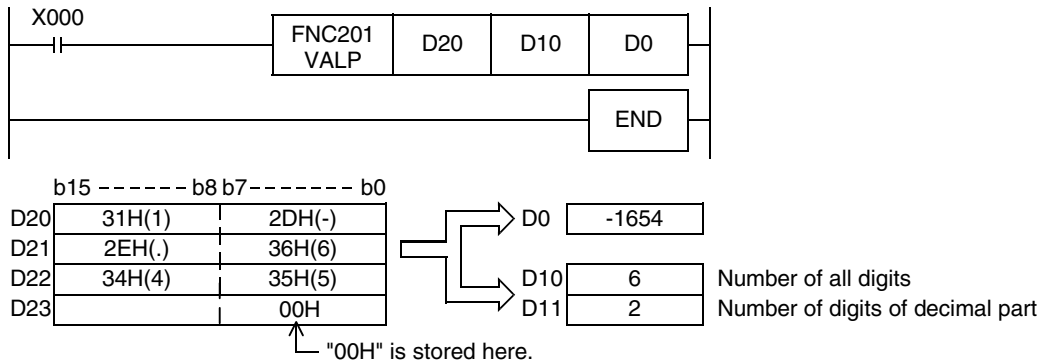 X000
FNC201 VALP D20 D10 D0
END
b15 ------ b8 b7------- b0
D20 31H(1) 2DH(-) D0 -1654
D21 2EH(.) 36H(6)
D22 34H(4) 35H(5) D10 6 Number of all digits
D23 00H D11 2 Number of digits of decimal part
"00H" is stored here.